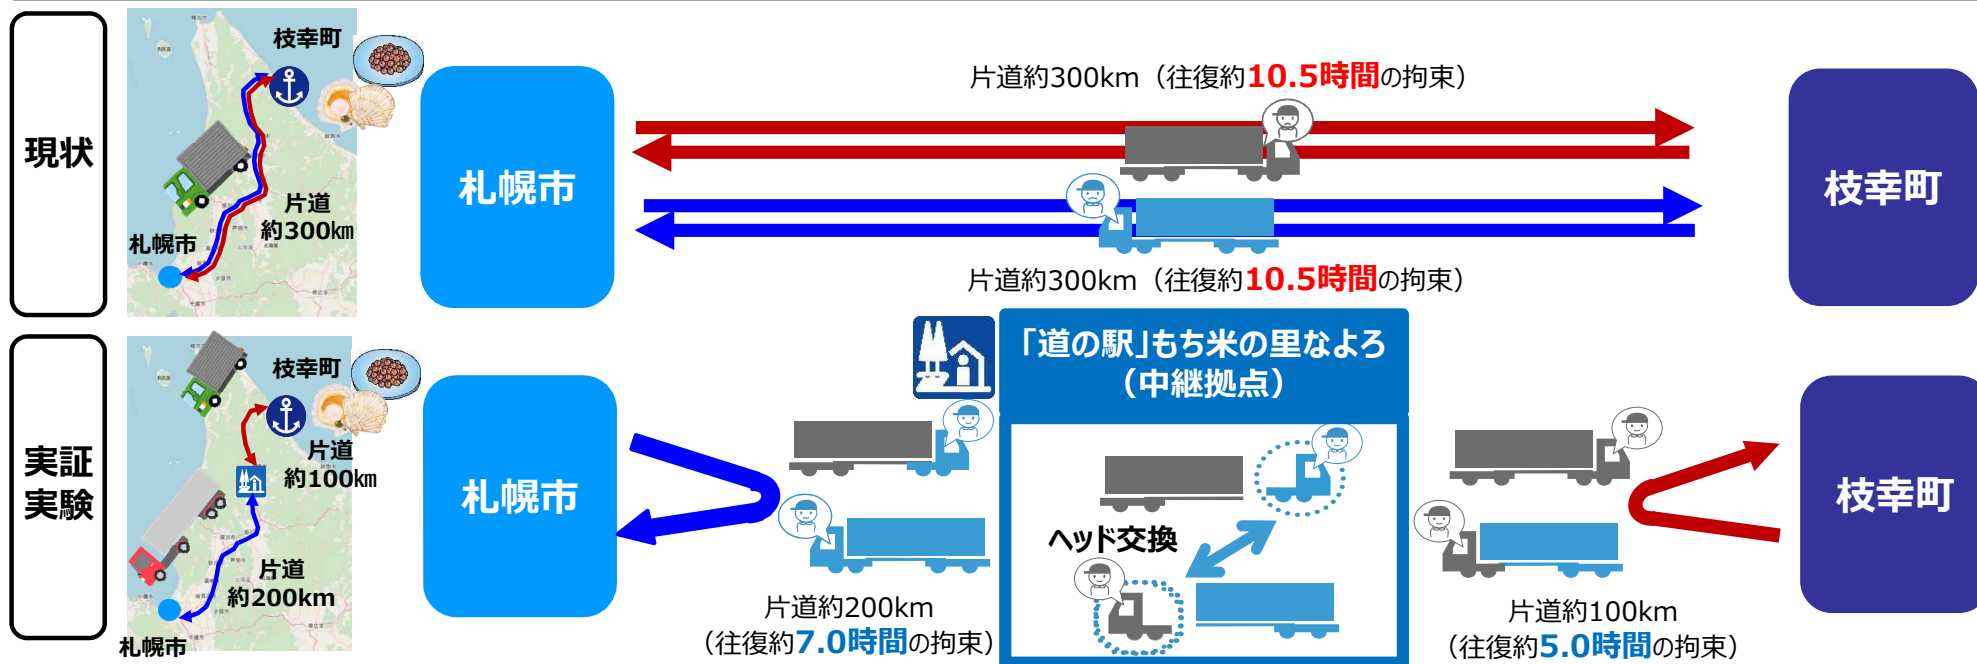 現状
枝幸町
片道
約300㎞
札幌市
札幌市
片道約300km（往復約10.5時間の拘束）
片道約300km（往復約10.5時間の拘束）
枝幸町
実証
実験
枝幸町
片道
約100㎞
片道
約200km
札幌市
札幌市
「道の駅」もち米の里なよろ
（中継拠点）
ヘッド交換
片道約200km
（往復約7.0時間の拘束）
片道約100km
（往復約5.0時間の拘束）
枝幸町